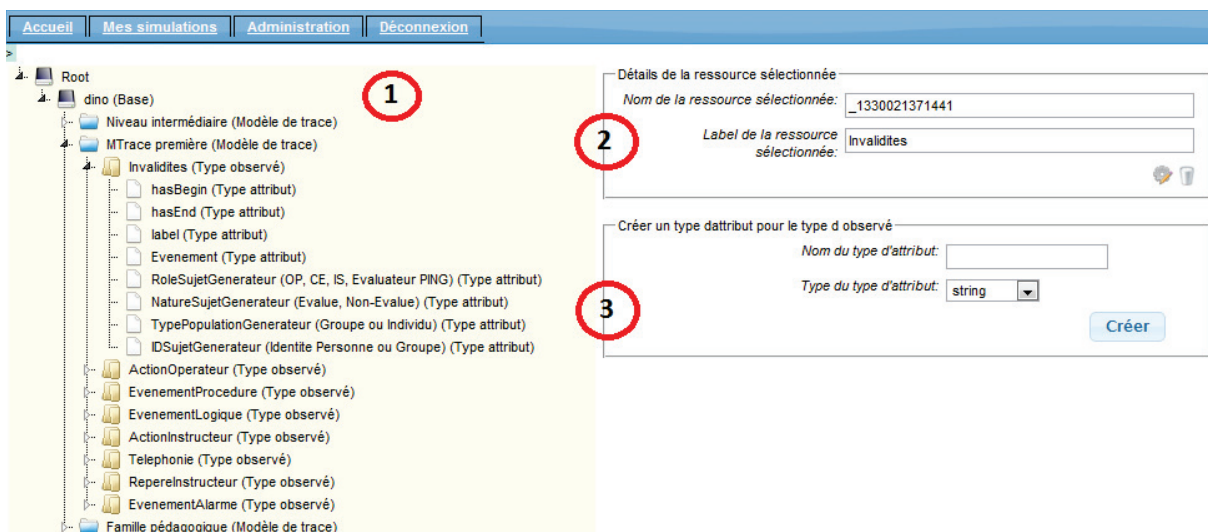 Accueil Mes simulations Administration Déconnexion
>
Root
dino (Base)
Niveau intermédiaire (Modèle de trace)
MTrace première (Modèle de trace)
Invalidites (Type observé)
hasBegin (Type attribut)
hasEnd (Type attribut)
label (Type attribut)
Evenement (Type attribut)
RoleSujetGenerateur (OP, CE, IS, Evaluateur PING) (Type attribut)
NatureSujetGenerateur (Evalue, Non-Evalue) (Type attribut)
TypePopulationGenerateur (Groupe ou Individu) (Type attribut)
IDSujetGenerateur (Identite Personne ou Groupe) (Type attribut)
ActionOperateur (Type observé)
EvenementProcedure (Type observé)
EvenementLogique (Type observé)
ActionInstructeur (Type observé)
Telephonie (Type observé)
RepereInstructeur (Type observé)
EvenementAlarme (Type observé)
Famille pédagogique (Modèle de trace)
1
Détails de la ressource sélectionnée
Nom de la ressource sélectionnée: _1330021371441
2
Label de la ressource
sélectionnée: Invalidites
Créer un type dattribut pour le type d observé
Nom du type d'attribut:
3
Type du type d'attribut: string
Créer